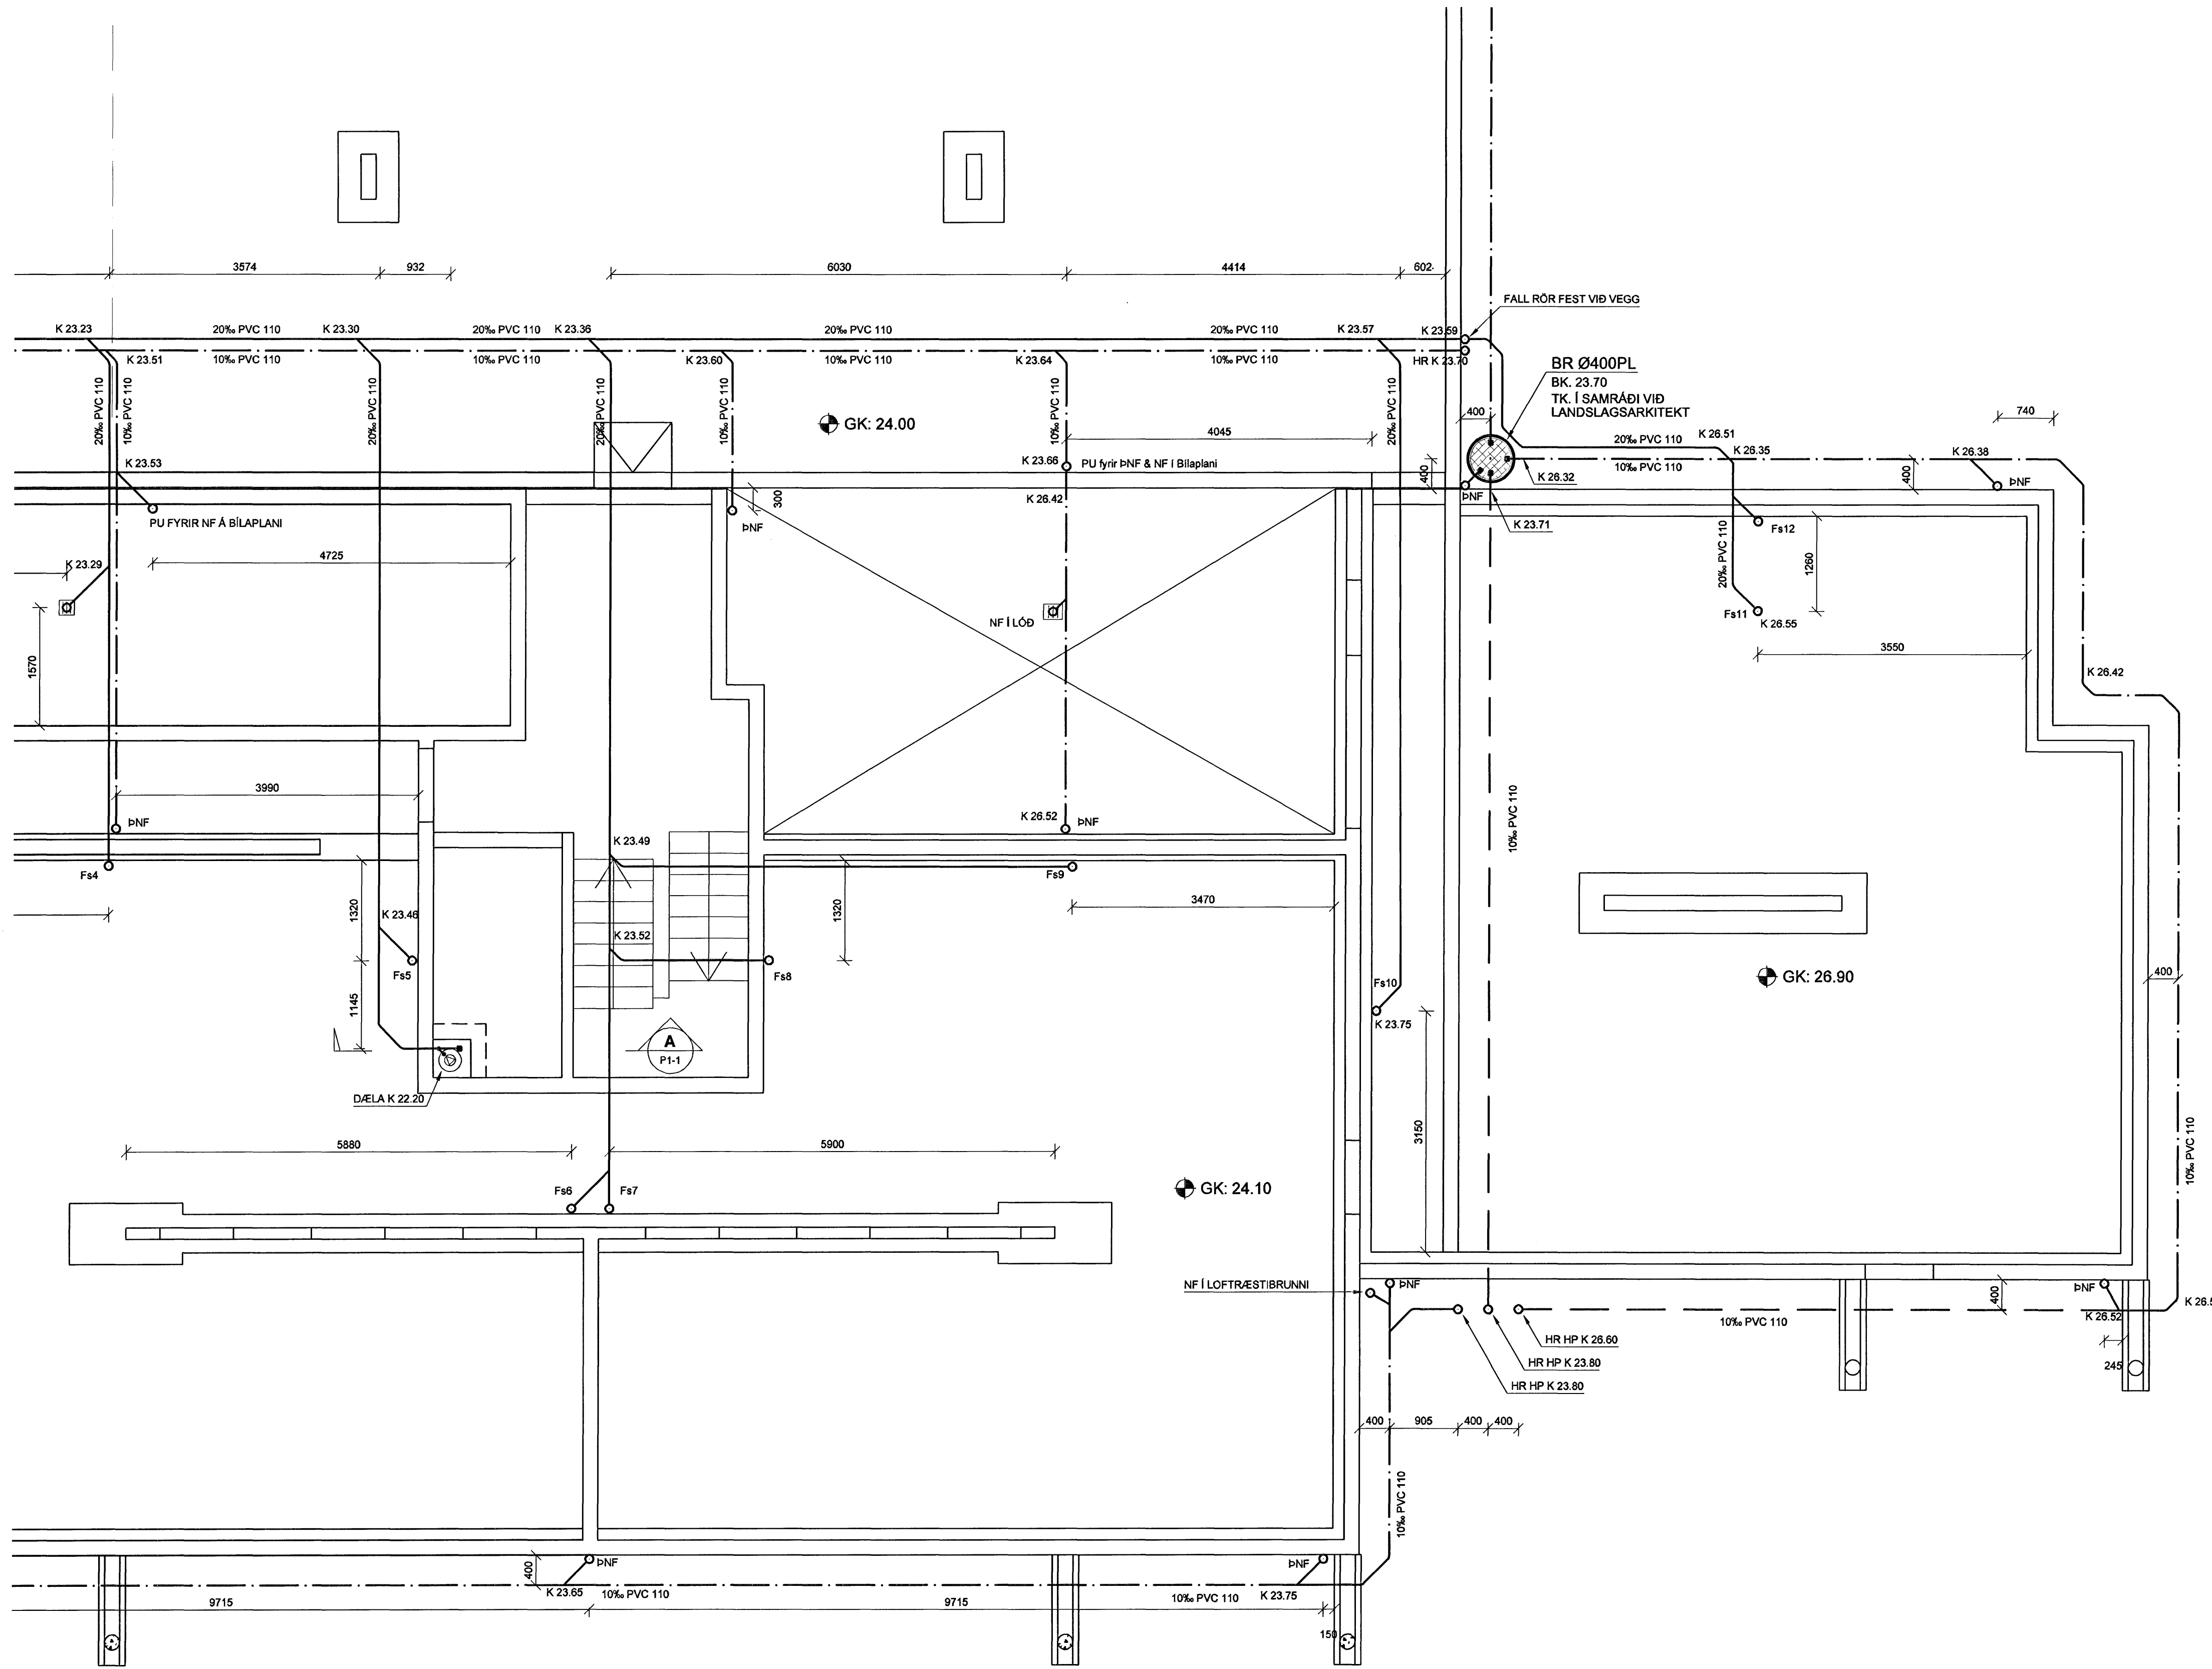 3574
932
6030
4414
602
FALL RÖR FEST VIÐ VEGG
K 23.23
20‰ PVC 110
K 23.30
20‰ PVC 110
K 23.36
20‰ PVC 110
20‰ PVC 110
K 23.57
K 23.59
K 23.51
10‰ PVC 110
10‰ PVC 110
K 23.60
10‰ PVC 110
K 23.64
10‰ PVC 110
HR K 23.70
BR Ø400PL
BK. 23.70
TK. Í SAMRÁÐI VIÐ
LANDSLAGSARKITEKT
20‰ PVC 110
10‰ PVC 110
20‰ PVC 110
20‰ PVC 110
10‰ PVC 110
10‰ PVC 110
20‰ PVC 110
GK: 24.00
400
740
4045
20‰ PVC 110
K 26.51
K 26.35
K 26.38
10‰ PVC 110
K 26.32
400
400
K 23.53
K 23.66
PU fyrir ÞNF & NF í Bílaplani
K 26.42
ÞNF
ÞNF
PU FYRIR NF Á BÍLAPLANI
300
ÞNF
K 23.71
Fs12
4725
K 23.29
20‰ PVC 110
1260
NF Í LÓÐ
Fs11
K 26.55
1570
3550
K 26.42
3990
ÞNF
K 26.52
ÞNF
10‰ PVC 110
K 23.49
Fs4
Fs9
1320
1320
3470
K 23.46
K 23.52
Fs5
Fs8
Fs10
GK: 26.90
400
1145
K 23.75
A
P1-1
DÆLA K 22.20
5880
5900
3150
10‰ PVC 110
Fs6
Fs7
GK: 24.10
NF Í LOFTRÆSTIBRUNNI
ÞNF
ÞNF
400
K 26.5
10‰ PVC 110
K 26.52
HR HP K 26.60
HR HP K 23.80
HR HP K 23.80
245
400
905
400
400
10‰ PVC 110
400
ÞNF
ÞNF
K 23.65
10‰ PVC 110
10‰ PVC 110
K 23.75
9715
9715
150